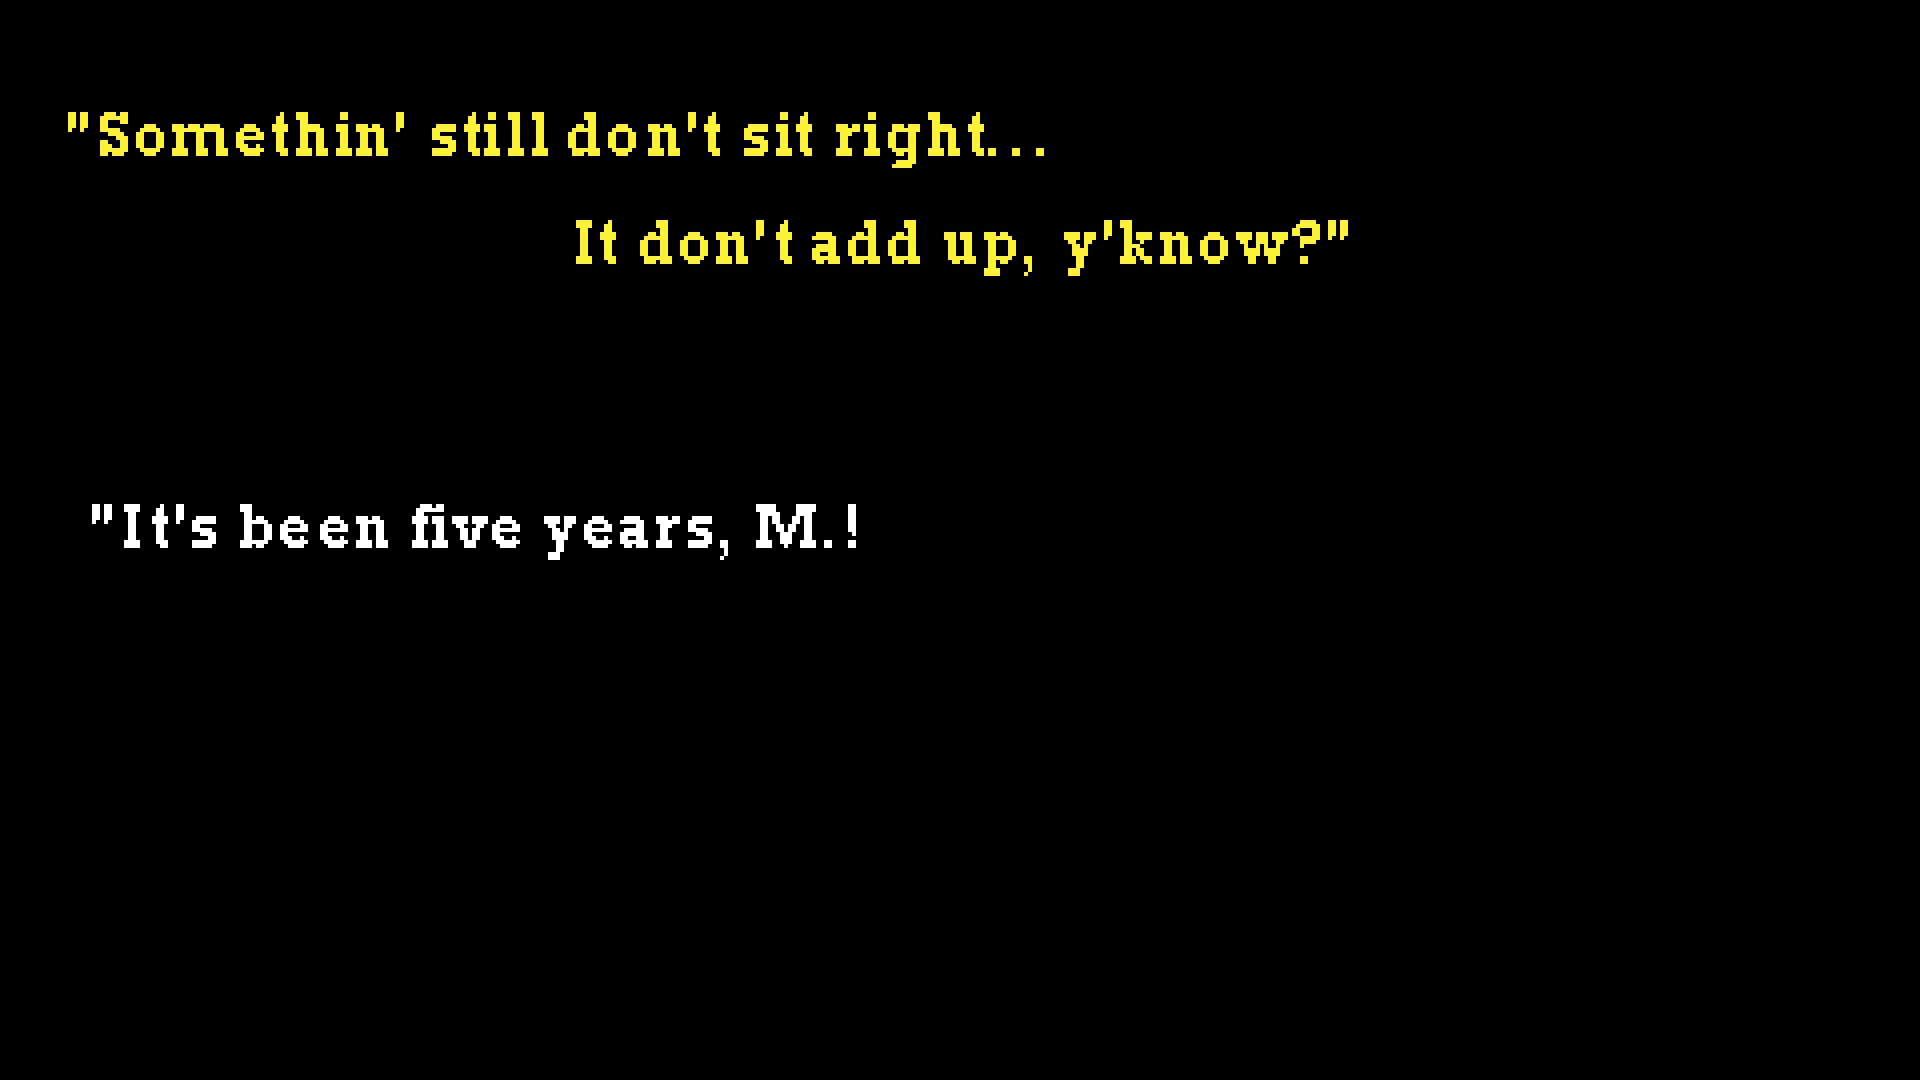 "Somethin' still don't sit right...
It don't add up, y'know?"
"It's been five years, M.!